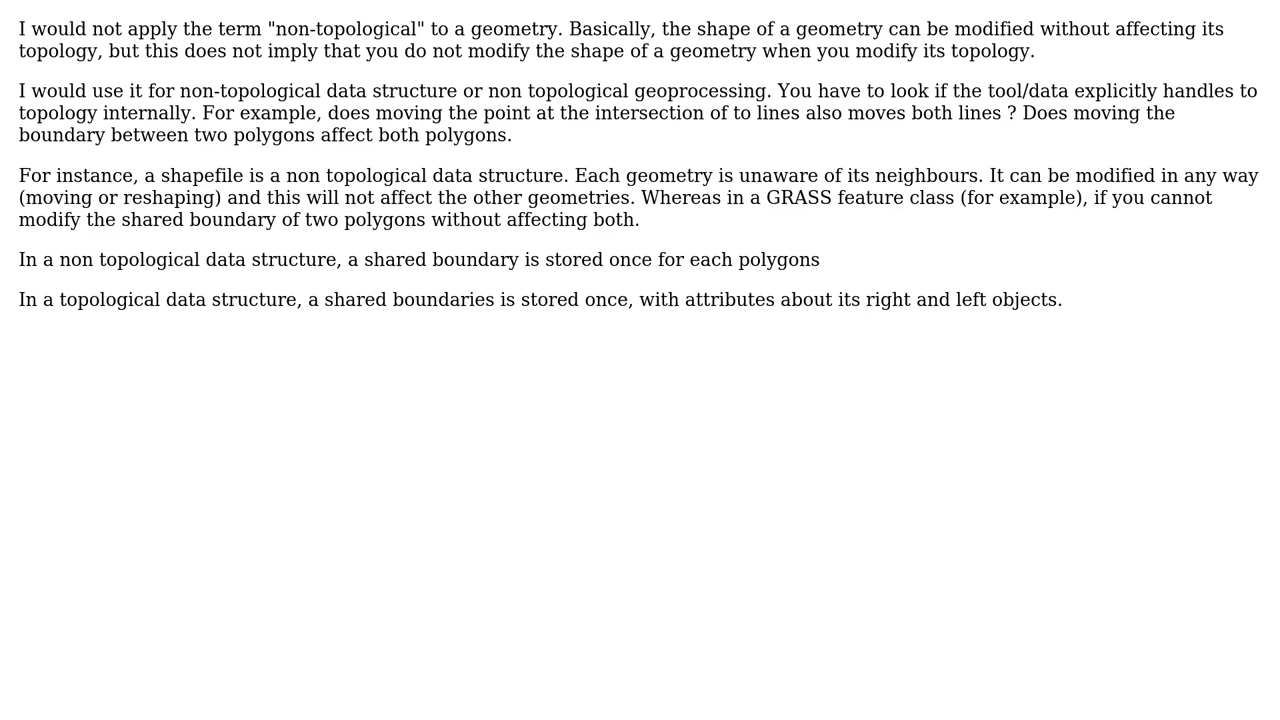 I would not apply the term "non-topological" to a geometry. Basically, the shape of a geometry can be modified without affecting its
topology, but this does not imply that you do not modify the shape of a geometry when you modify its topology.
I would use it for non-topological data structure or non topological geoprocessing. You have to look if the tool/data explicitly handles to
topology internally. For example, does moving the point at the intersection of to lines also moves both lines ? Does moving the
boundary between two polygons affect both polygons.
For instance, a shapefile is a non topological data structure. Each geometry is unaware of its neighbours. It can be modified in any way
(moving or reshaping) and this will not affect the other geometries. Whereas in a GRASS feature class (for example), if you cannot
modify the shared boundary of two polygons without affecting both.
In a non topological data structure, a shared boundary is stored once for each polygons
In a topological data structure, a shared boundaries is stored once, with attributes about its right and left objects.